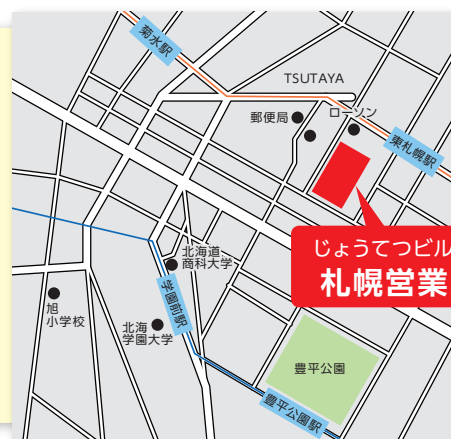 菊水駅
TSUTAYA
郵便局
ローソン
東札幌駅
じょうてつビル
札幌営業
北海道
商科大学
学園前駅
旭
小学校
北海
学園大学
豊平公園
豊平公園駅